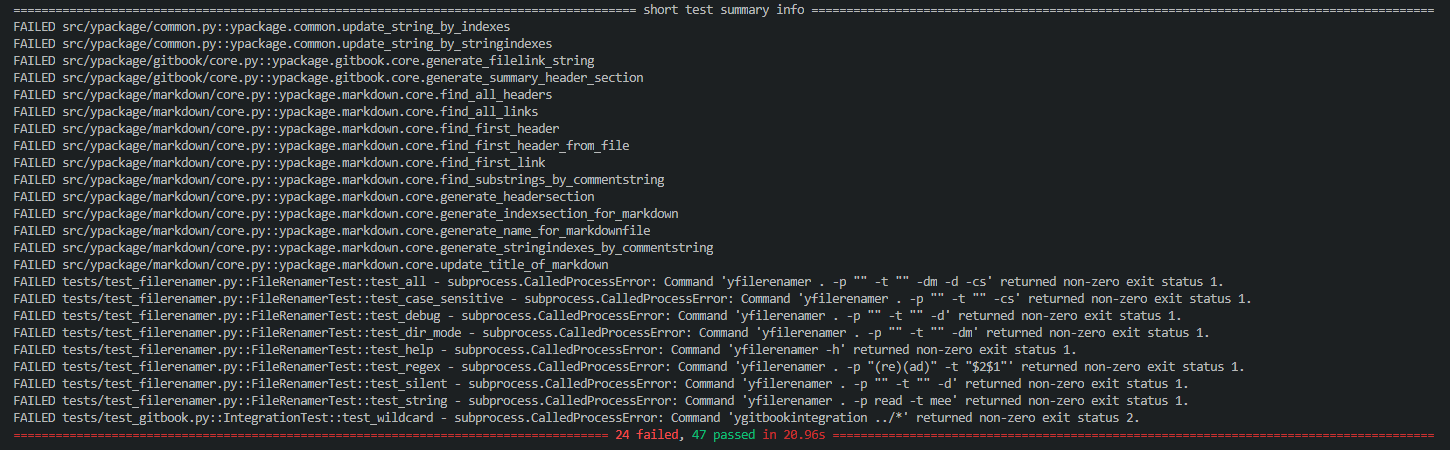 ========================================================================================= short test summary info =========================================================================================
FAILED src/ypackage/common.py::ypackage.common.update_string_by_indexes
FAILED src/ypackage/common.py::ypackage.common.update_string_by_stringindexes
FAILED src/ypackage/gitbook/core.py::ypackage.gitbook.core.generate_filelink_string
FAILED src/ypackage/gitbook/core.py::ypackage.gitbook.core.generate_summary_header_section
FAILED src/ypackage/markdown/core.py::ypackage.markdown.core.find_all_headers
FAILED src/ypackage/markdown/core.py::ypackage.markdown.core.find_all_links
FAILED src/ypackage/markdown/core.py::ypackage.markdown.core.find_first_header
FAILED src/ypackage/markdown/core.py::ypackage.markdown.core.find_first_header_from_file
FAILED src/ypackage/markdown/core.py::ypackage.markdown.core.find_first_link
FAILED src/ypackage/markdown/core.py::ypackage.markdown.core.find_substrings_by_commentstring
FAILED src/ypackage/markdown/core.py::ypackage.markdown.core.generate_headersection
FAILED src/ypackage/markdown/core.py::ypackage.markdown.core.generate_indexsection_for_markdown
FAILED src/ypackage/markdown/core.py::ypackage.markdown.core.generate_name_for_markdownfile
FAILED src/ypackage/markdown/core.py::ypackage.markdown.core.generate_stringindexes_by_commentstring
FAILED src/ypackage/markdown/core.py::ypackage.markdown.core.update_title_of_markdown
FAILED tests/test_filerenamer.py::FileRenamerTest::test_all - subprocess.CalledProcessError: Command 'yfilerenamer . -p "" -t "" -dm -d -cs' returned non-zero exit status 1.
FAILED tests/test_filerenamer.py::FileRenamerTest::test_case_sensitive - subprocess.CalledProcessError: Command 'yfilerenamer . -p "" -t "" -cs' returned non-zero exit status 1.
FAILED tests/test_filerenamer.py::FileRenamerTest::test_debug - subprocess.CalledProcessError: Command 'yfilerenamer . -p "" -t "" -d' returned non-zero exit status 1.
FAILED tests/test_filerenamer.py::FileRenamerTest::test_dir_mode - subprocess.CalledProcessError: Command 'yfilerenamer . -p "" -t "" -dm' returned non-zero exit status 1.
FAILED tests/test_filerenamer.py::FileRenamerTest::test_help - subprocess.CalledProcessError: Command 'yfilerenamer -h' returned non-zero exit status 1.
FAILED tests/test_filerenamer.py::FileRenamerTest::test_regex - subprocess.CalledProcessError: Command 'yfilerenamer . -p "(re)(ad)" -t "$2$1"' returned non-zero exit status 1.
FAILED tests/test_filerenamer.py::FileRenamerTest::test_silent - subprocess.CalledProcessError: Command 'yfilerenamer . -p "" -t "" -d' returned non-zero exit status 1.
FAILED tests/test_filerenamer.py::FileRenamerTest::test_string - subprocess.CalledProcessError: Command 'yfilerenamer . -p read -t mee' returned non-zero exit status 1.
FAILED tests/test_gitbook.py::IntegrationTest::test_wildcard - subprocess.CalledProcessError: Command 'ygitbookintegration ../*' returned non-zero exit status 2.
===================================================================================== 24 failed, 47 passed in 20.96s ======================================================================================